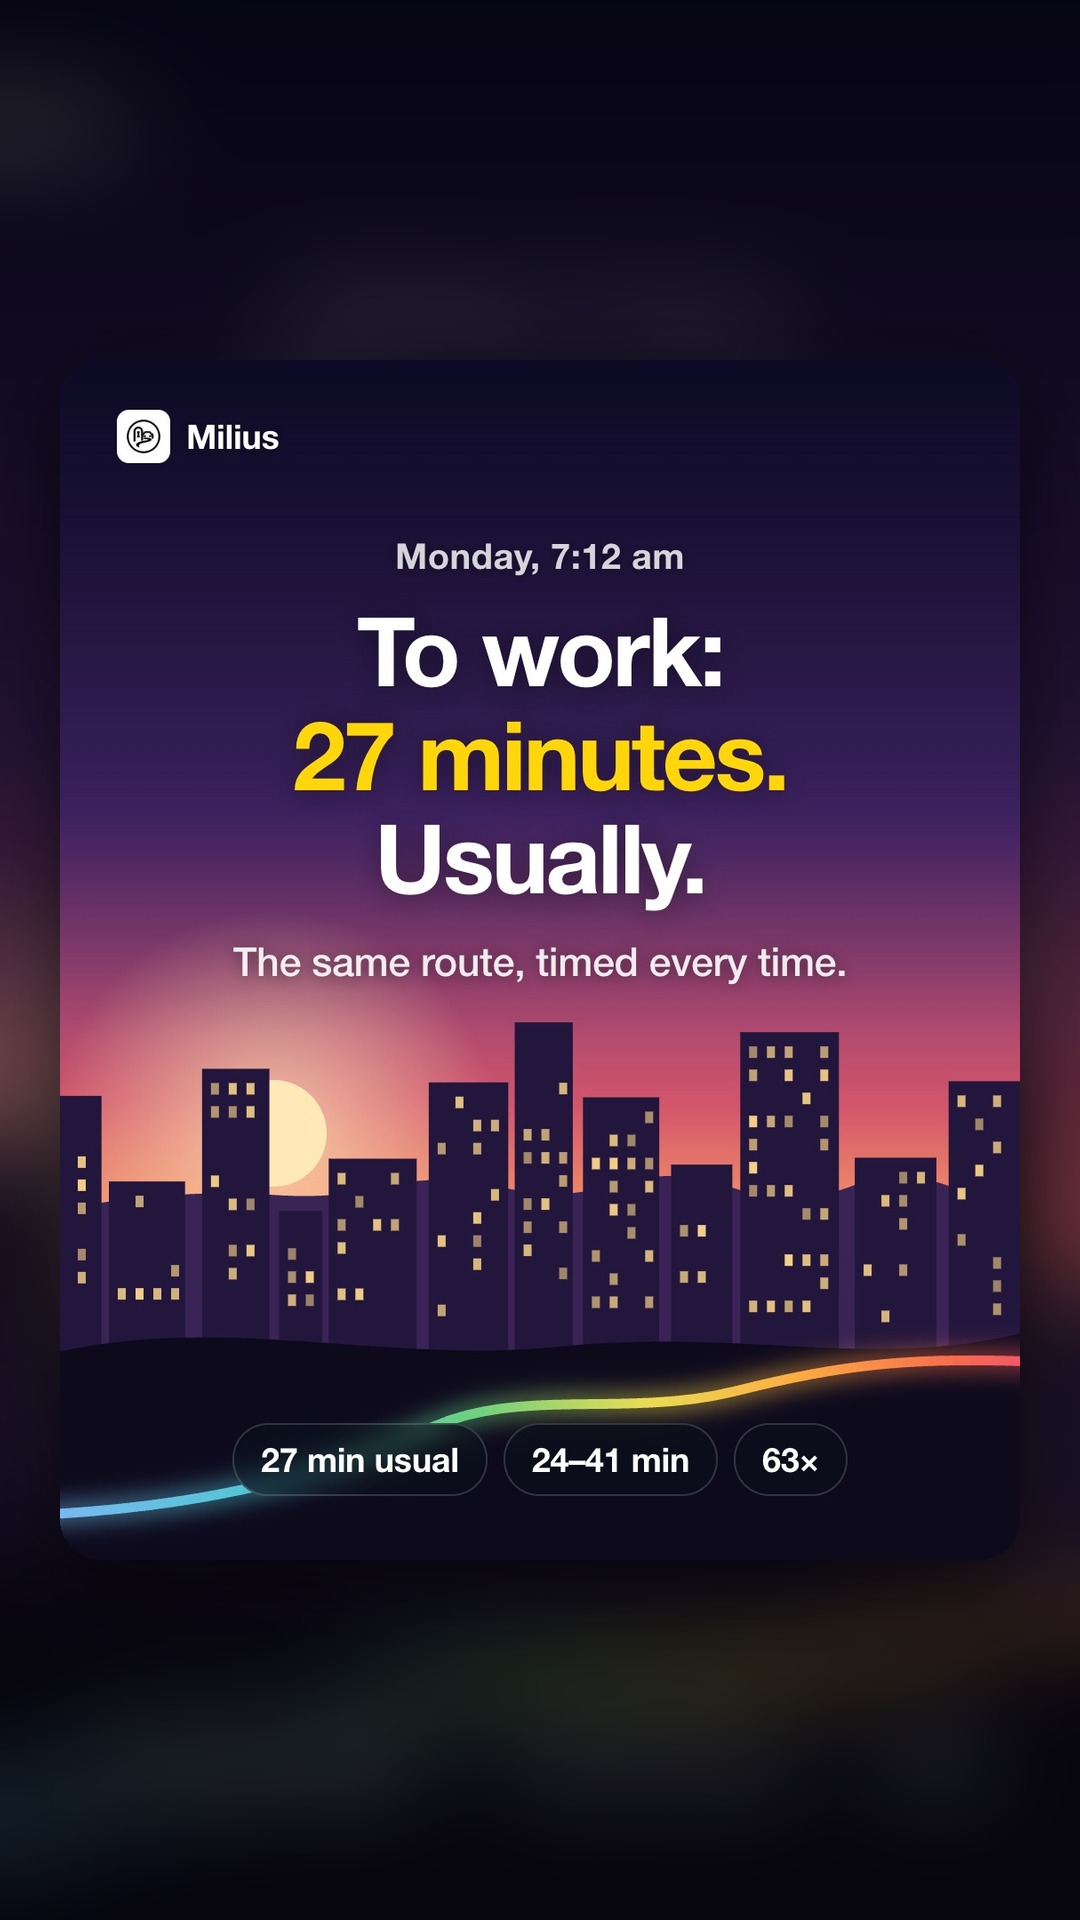 Milius
Monday, 7:12 am
To work:
27 minutes.
Usually.
The same route, timed every time.
27 min usual
24–41 min
63×